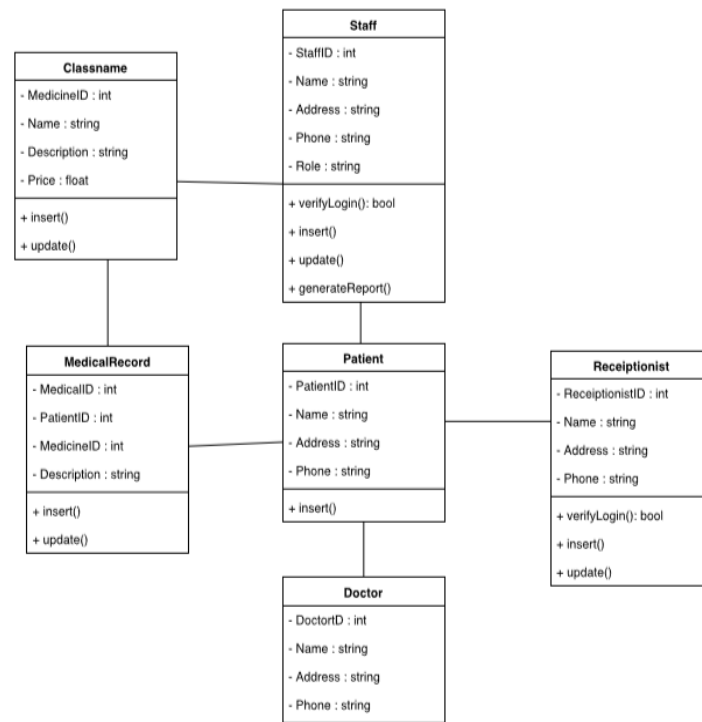 Staff
- StaffID : int
- Name : string
- Address : string
- Phone : string
- Role : string
+ verifyLogin(): bool
+ insert()
+ update()
+ generateReport()
Classname
- MedicineID : int
- Name : string
- Description : string
- Price : float
+ insert()
+ update()
MedicalRecord
- MedicalID : int
- PatientID : int
- MedicineID : int
- Description : string
+ insert()
+ update()
Patient
- PatientID : int
- Name : string
- Address : string
- Phone : string
+ insert()
Receiptionist
- ReceiptionistID : int
- Name : string
- Address : string
- Phone : string
+ verifyLogin(): bool
+ insert()
+ update()
Doctor
- DoctortD : int
- Name : string
- Address : string
- Phone : string